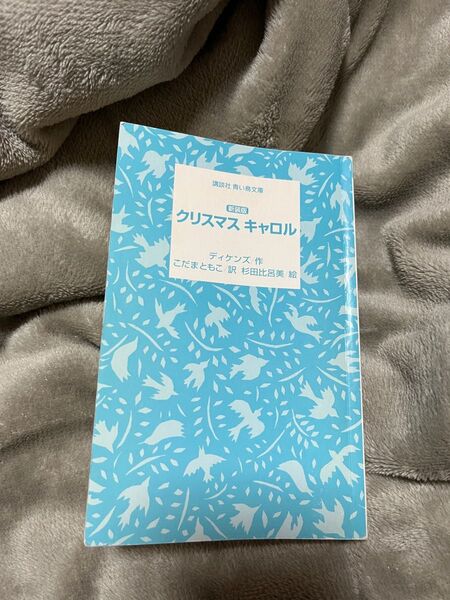 講談社 青い鳥文庫
新装版
クリスマス キャロル
ディケンズ 作
こだまともこ 訳 杉田比呂美 絵